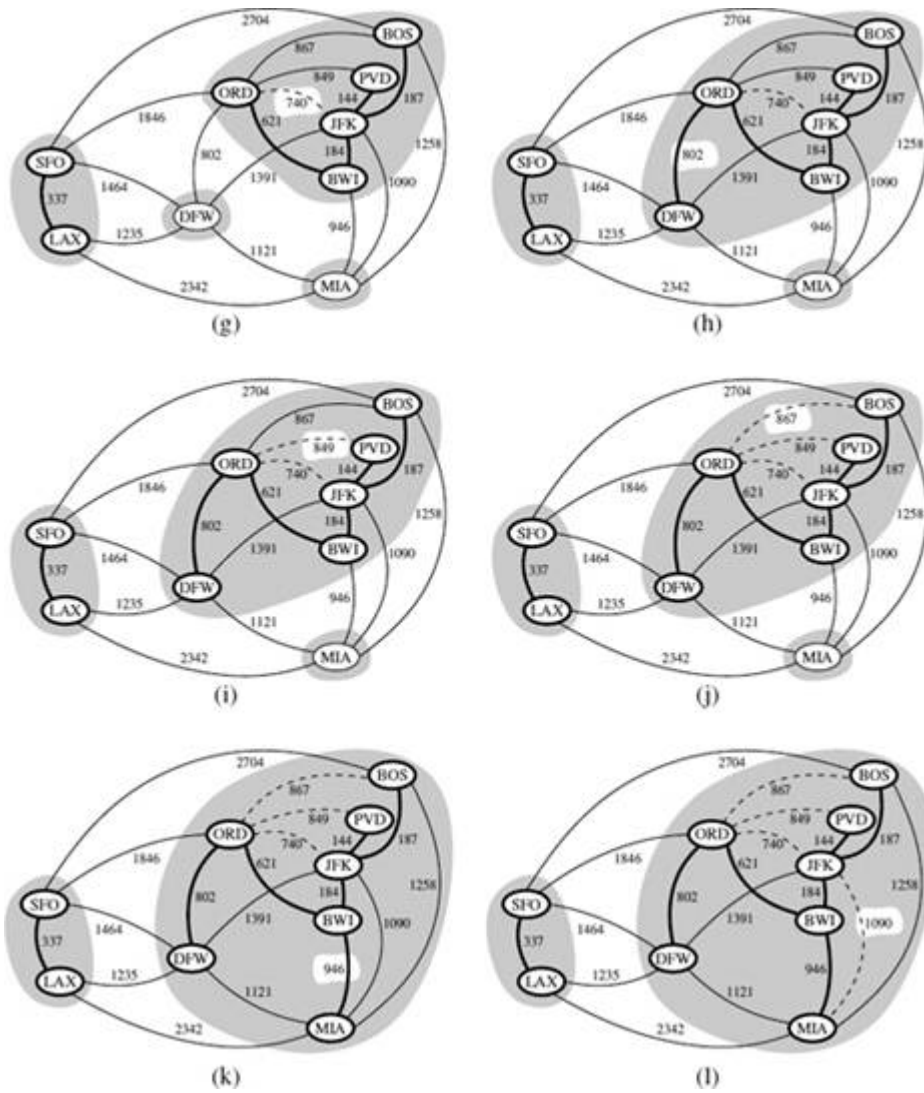 2704
BOS
867
849
PVD
ORD
144
187
740
1846
JFK
621
1258
SFO
184
802
1464
1391
BWI
1090
337
DFW
946
LAX
1235
1121
MIA
2342
(g)
2704
BOS
867
849
PVD
ORD
144
187
740
1846
JFK
621
1258
SFO
184
802
1464
1391
BWI
1090
337
DFW
946
LAX
1235
1121
MIA
2342
(h)
2704
BOS
867
849
PVD
ORD
144
187
740
1846
JFK
621
1258
SFO
184
802
1464
1391
BWI
1090
337
DFW
946
LAX
1235
1121
MIA
2342
(i)
2704
BOS
867
849
PVD
ORD
144
187
740
1846
JFK
621
1258
SFO
184
802
1464
1391
BWI
1090
337
DFW
946
LAX
1235
1121
MIA
2342
(j)
2704
BOS
867
849
PVD
ORD
144
187
740
1846
JFK
621
1258
SFO
184
802
1464
1391
BWI
1090
337
DFW
946
LAX
1235
1121
MIA
2342
(k)
2704
BOS
867
849
PVD
ORD
144
187
740
1846
JFK
621
1258
SFO
184
802
1464
1391
BWI
1090
337
DFW
946
LAX
1235
1121
MIA
2342
(l)